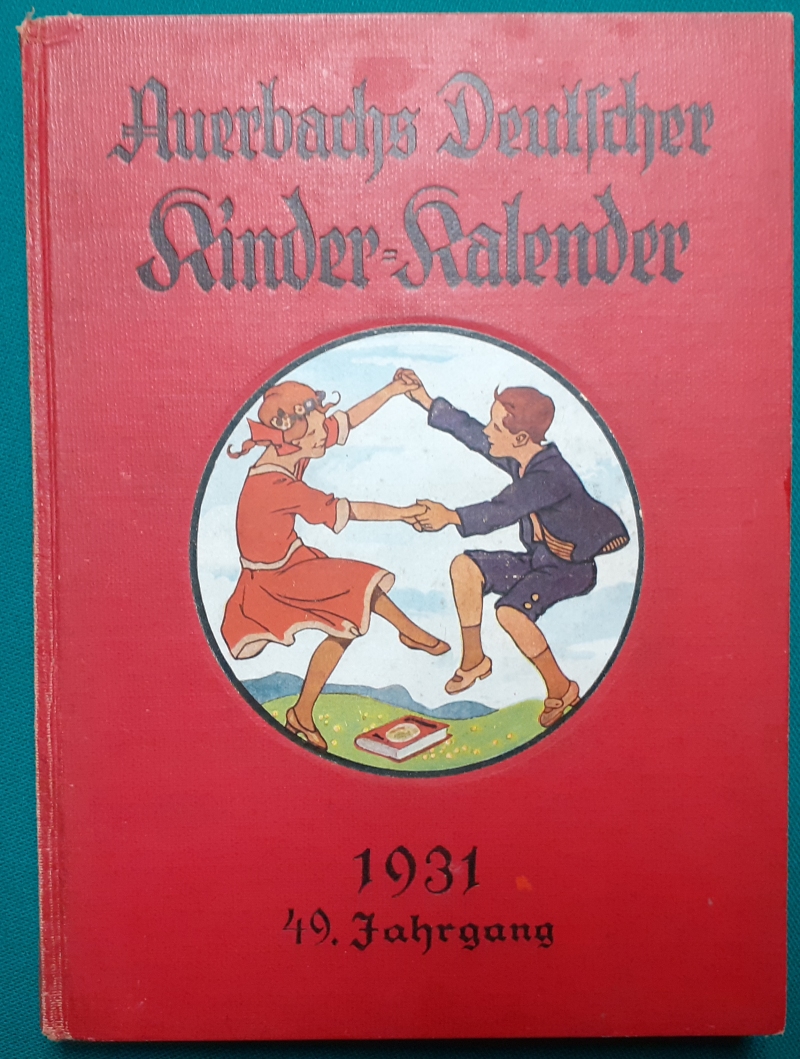 Auerbachs Deutſcher
Kinder=Kalender
1931
49. Jahrgang